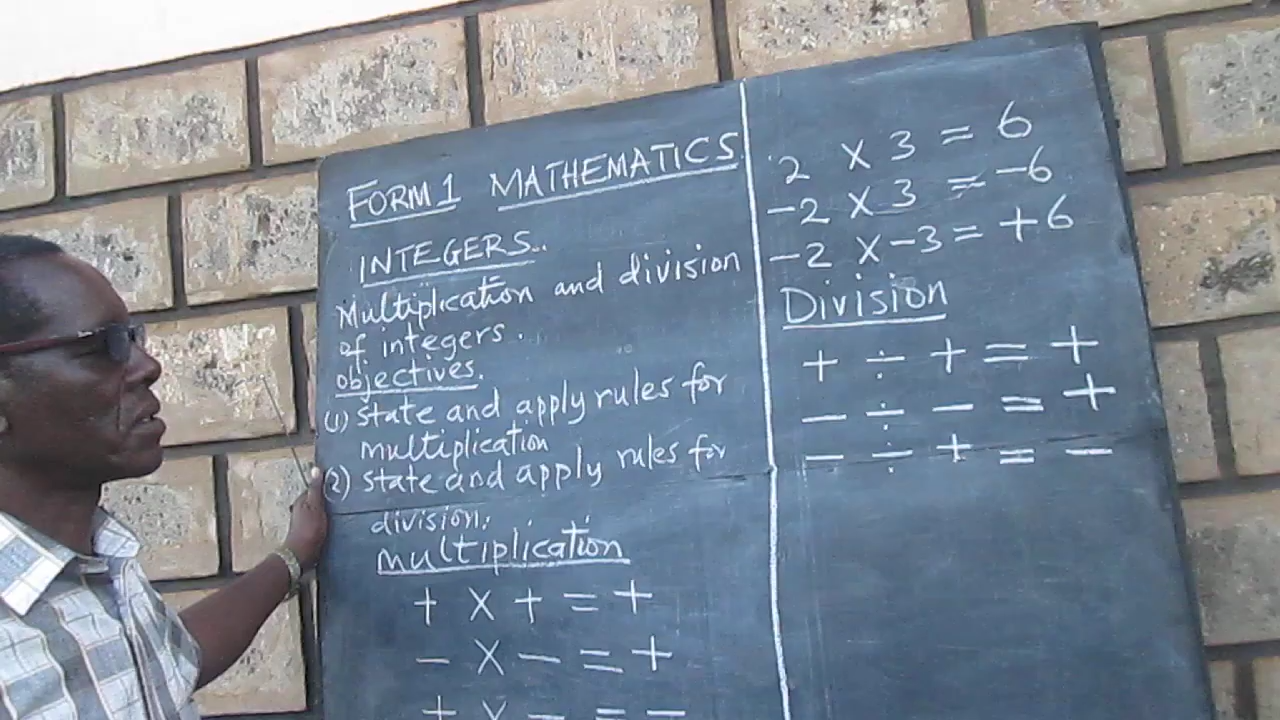 FORM 1 MATHEMATICS
INTEGERS..
Multiplication and division
of integers.
objectives.
(1) State and apply rules for
multiplication
(2) State and apply rules for
division.
multiplication
+ X + = +
- X - = +
+ X - = -
2 X 3 = 6
-2 X 3 = -6
-2 X -3 = +6
Division
+ ÷ + = +
- ÷ - = +
- ÷ + = -